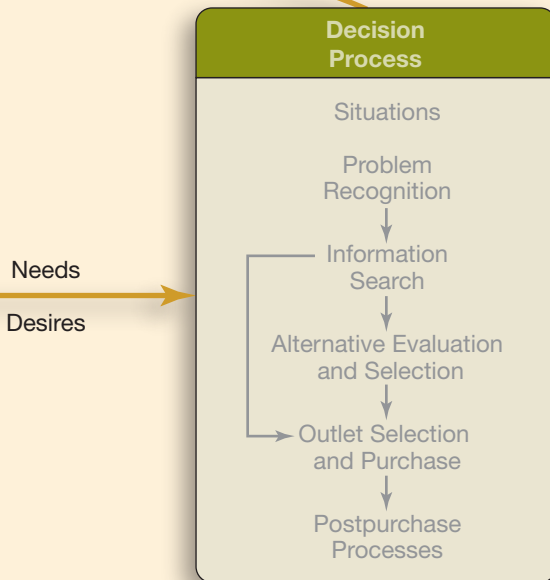 Decision
Process
Situations
Problem
Recognition
Information
Search
Alternative Evaluation
and Selection
Outlet Selection
and Purchase
Postpurchase
Processes
Needs
Desires